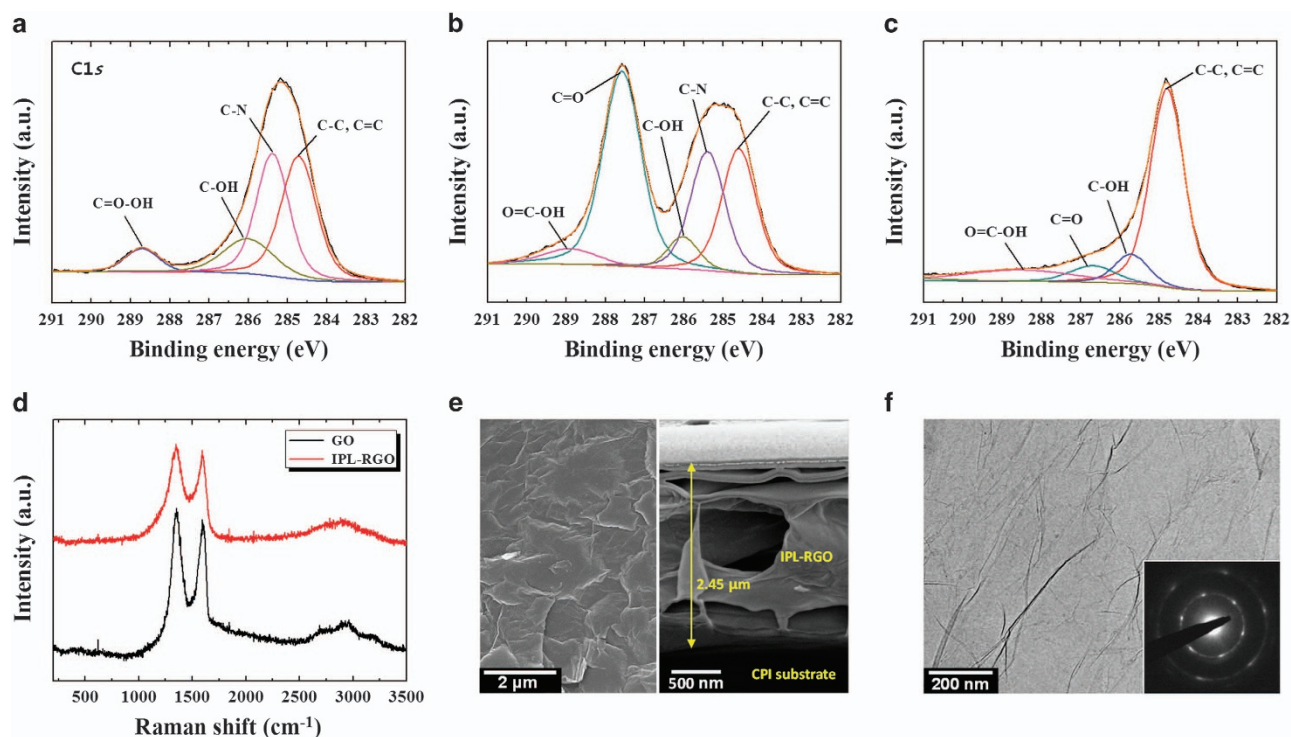 a
C1s
C=O-OH
C-OH
C-N
C-C, C=C
Intensity (a.u.)
291 290 289 288 287 286 285 284 283 282
Binding energy (eV)
b
C=O
O=C-OH
C-OH
C-N
C-C, C=C
Intensity (a.u.)
291 290 289 288 287 286 285 284 283 282
Binding energy (eV)
c
O=C-OH
C=O
C-OH
C-C, C=C
Intensity (a.u.)
291 290 289 288 287 286 285 284 283 282
Binding energy (eV)
d
GO
IPL-RGO
Intensity (a.u.)
500 1000 1500 2000 2500 3000 3500
Raman shift (cm-1)
e
2 μm
IPL-RGO
2.45 μm
500 nm
CPI substrate
f
200 nm